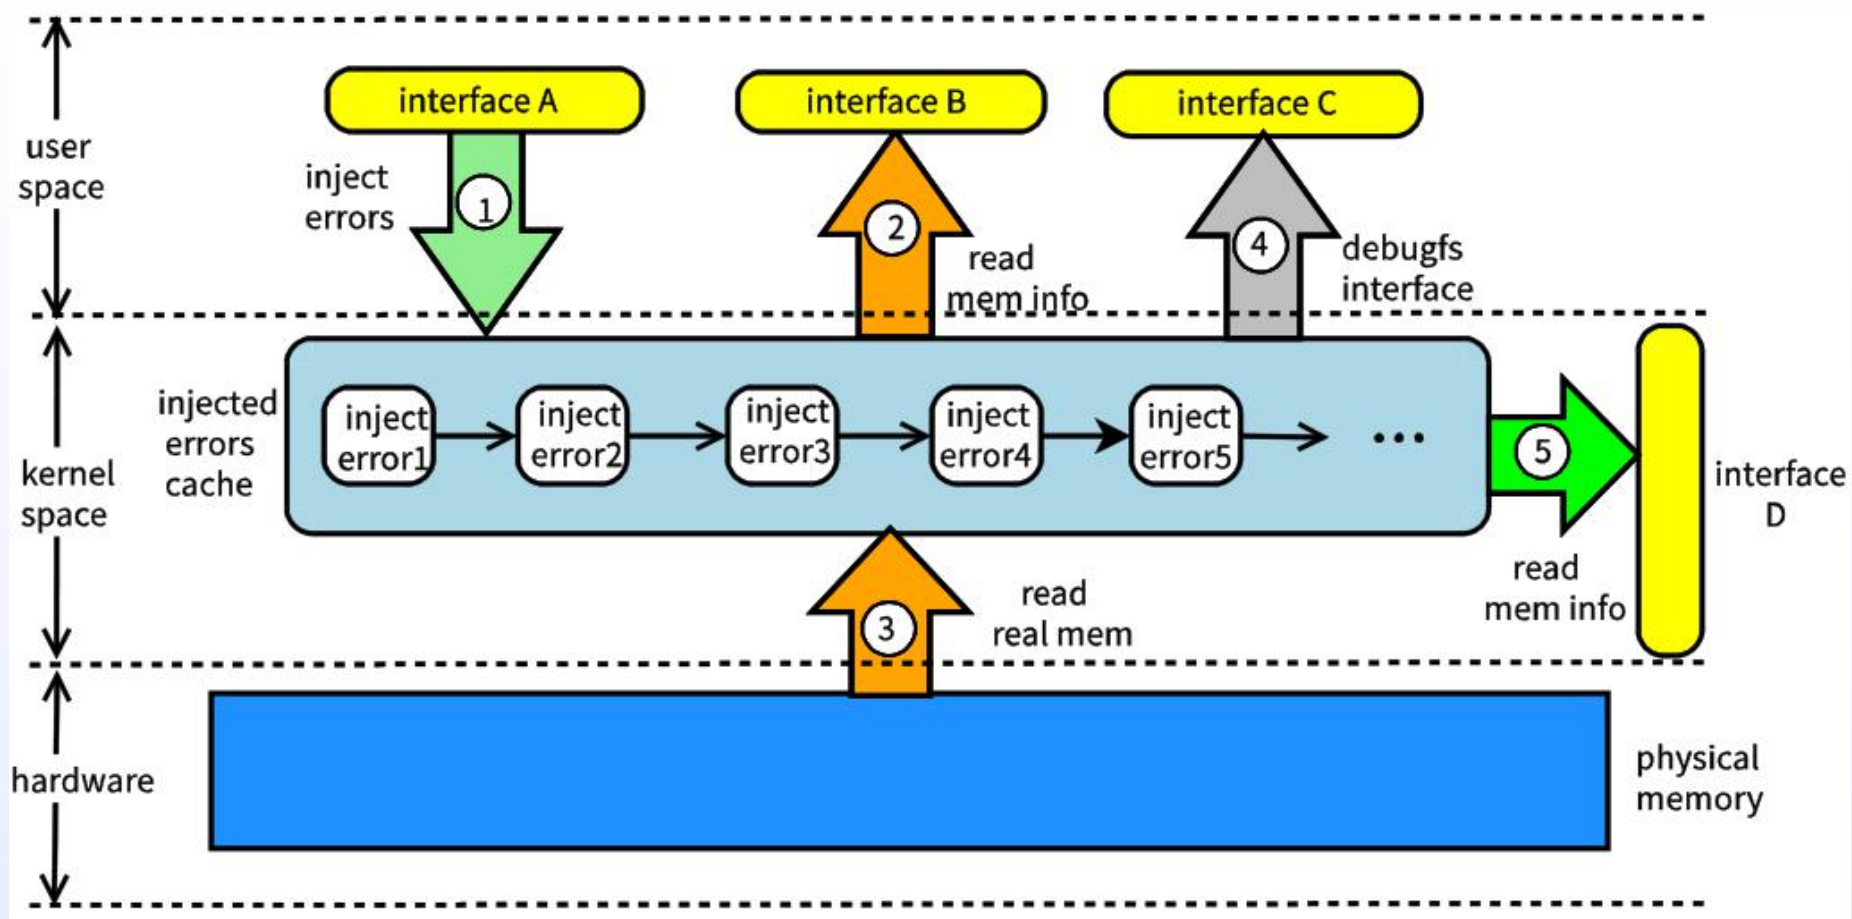 interface A
interface B
interface C
user
space
inject
errors
1
2
read
mem info
4
debugfs
interface
kernel
space
injected
errors
cache
inject
error1
inject
error2
inject
error3
inject
error4
inject
error5
...
5
read
mem info
interface
D
3
read
real mem
hardware
physical
memory